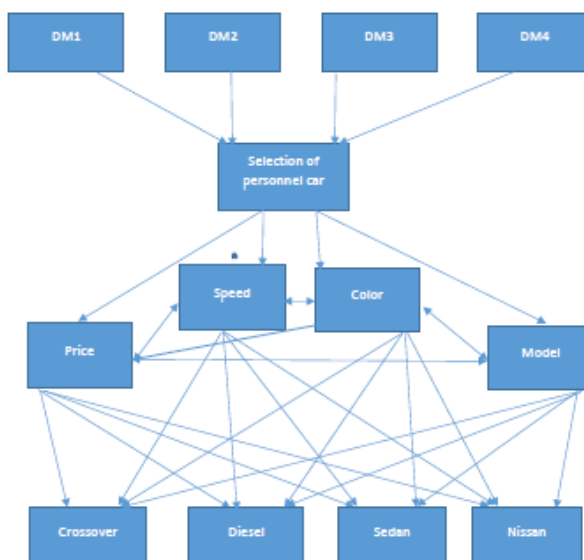 DM1
DM2
DM3
DM4
Selection of
personnel car
Speed
Color
Price
Model
Crossover
Diesel
Sedan
Nissan